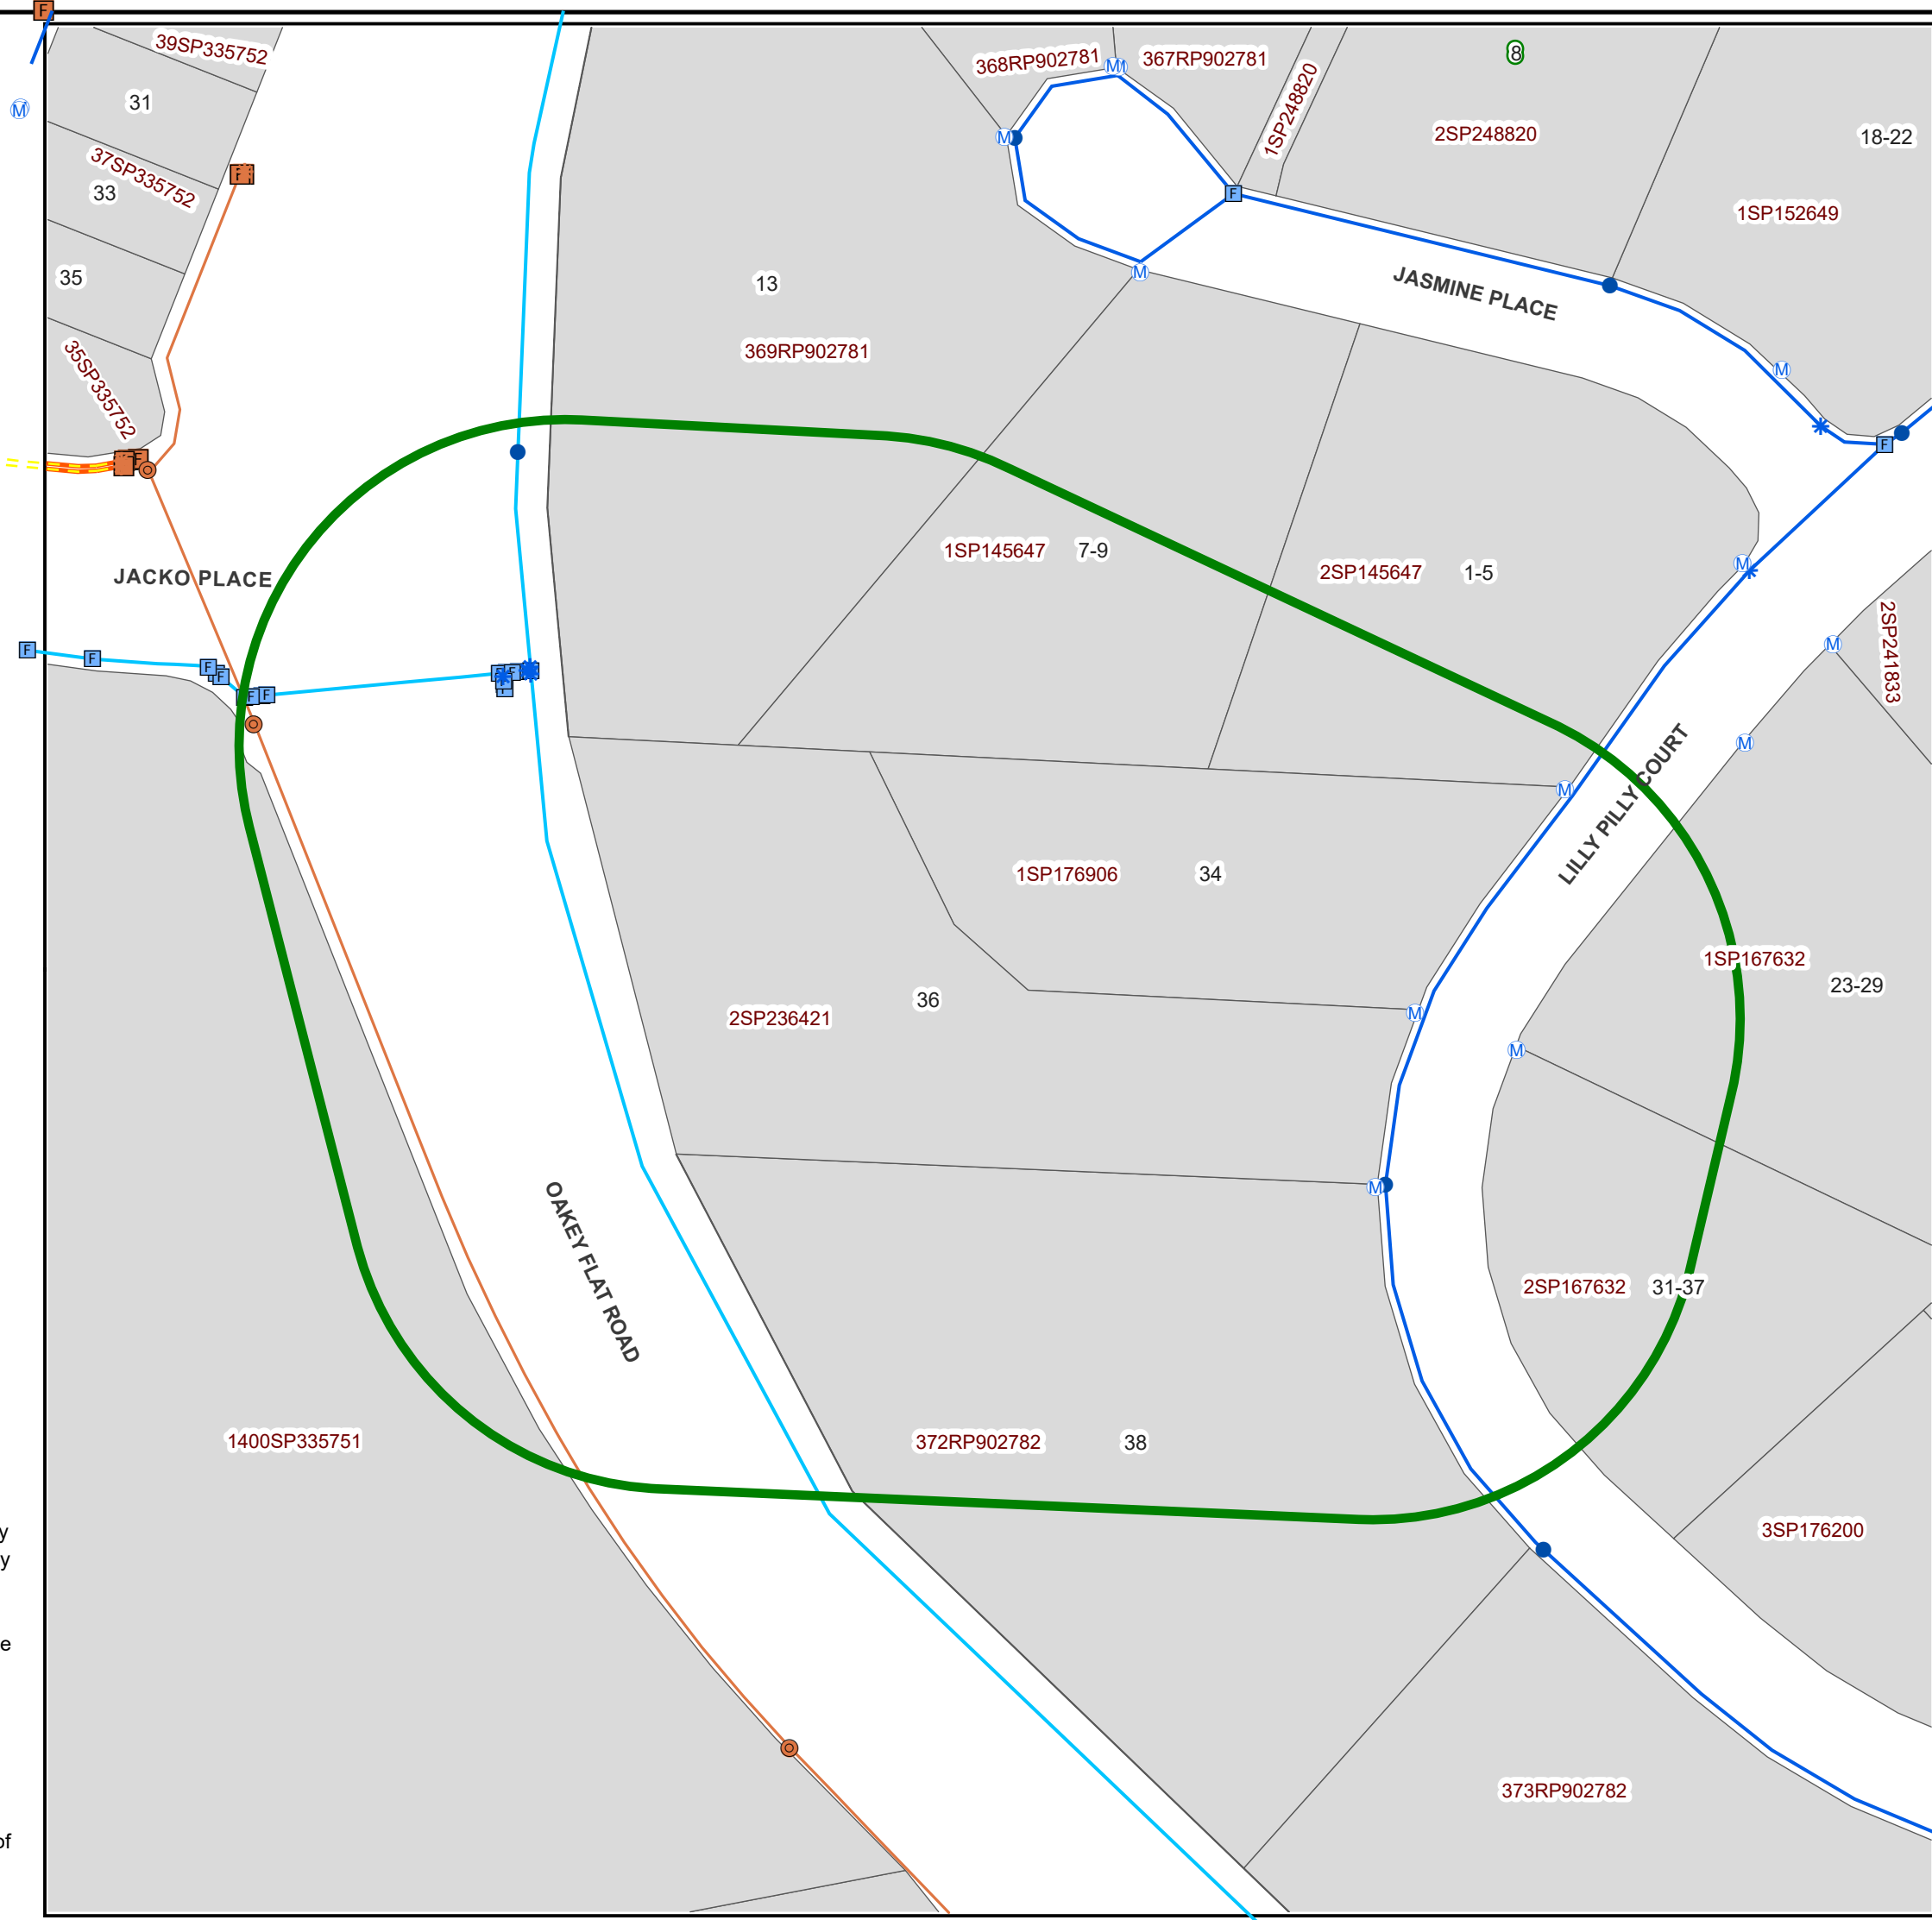 F
39SP335752
368RP902781
M
367RP902781
8
31
M
1SP248820
2SP248820
18-22
M
37SP335752
F
33
F
1SP152649
35
13
M
JASMINE PLACE
35SP335752
369RP902781
M
F
F
JACKO PLACE
1SP145647
7-9
2SP145647
1-5
M
2SP241833
F
F
F
F
F
F
F
F
M
M
LILLY PILLY COURT
M
1SP176906
34
1SP167632
23-29
2SP236421
36
M
M
M
OAKEY FLAT ROAD
2SP167632
31-37
1400SP335751
372RP902782
38
y
3SP176200
y
e
373RP902782
of